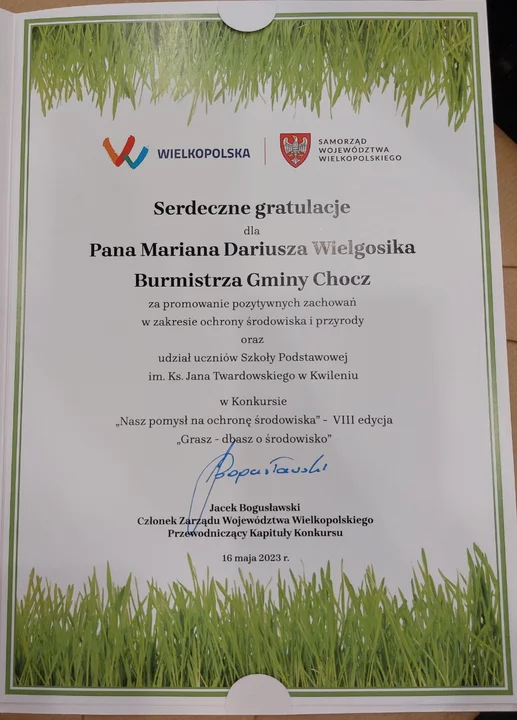 WIELKOPOLSKA
SAMORZĄD
WOJEWÓDZTWA
WIELKOPOLSKIEGO
Serdeczne gratulacje
dla
Pana Mariana Dariusza Wielgosika
Burmistrza Gminy Chocz
za promowanie pozytywnych zachowań
w zakresie ochrony środowiska i przyrody
oraz
udział uczniów Szkoły Podstawowej
im. Ks. Jana Twardowskiego w Kwileniu
w Konkursie
„Nasz pomysł na ochronę środowiska" - VIII edycja
„Grasz - dbasz o środowisko"
Bogusławski
Jacek Bogusławski
Członek Zarządu Województwa Wielkopolskiego
Przewodniczący Kapituły Konkursu
16 maja 2023 r.